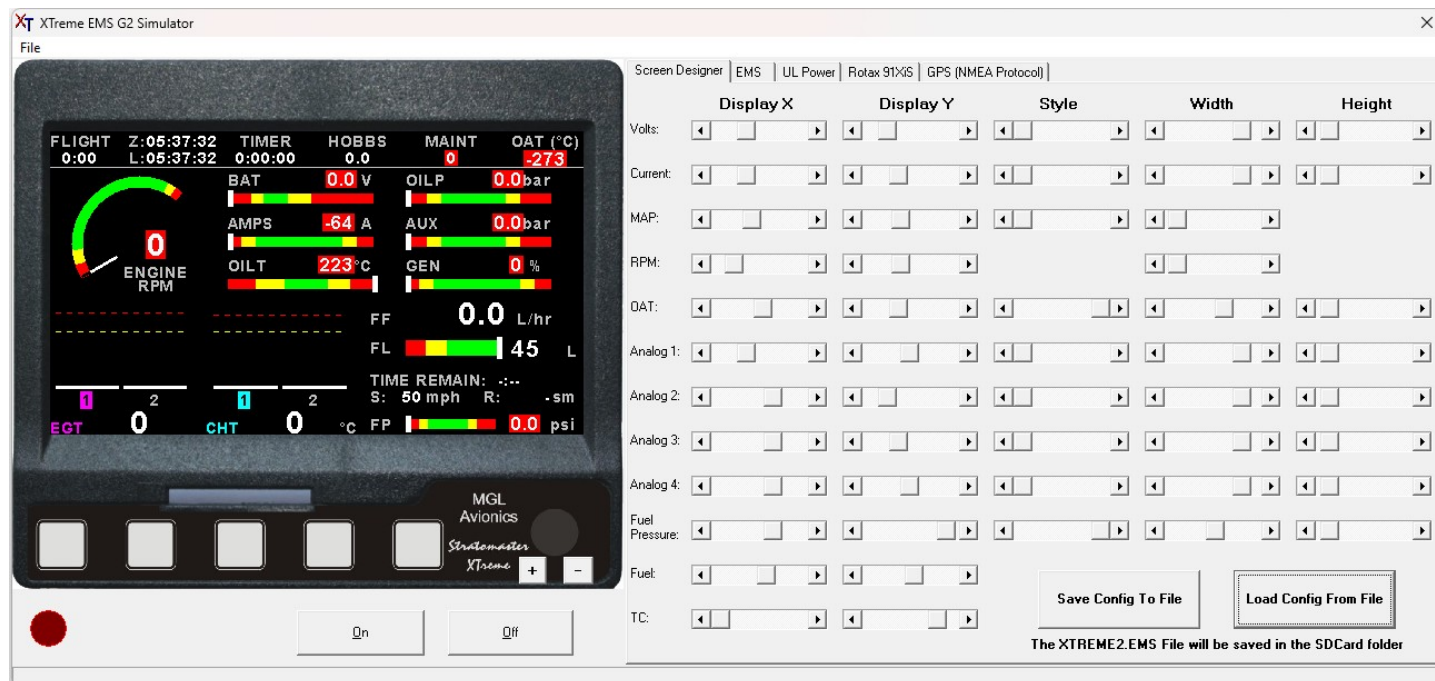 XT XTreme EMS G2 Simulator
File
FLIGHT Z:05:37:32 TIMER HOBBS MAINT OAT (°C)
0:00 L:05:37:32 0:00:00 0.0 0 -273
BAT 0.0 V OILP 0.0 bar
AMPS -64 A AUX 0.0 bar
0
ENGINE
RPM
OILT 223 °C GEN 0 %
FF 0.0 L/hr
FL 45 L
TIME REMAIN: -:--
S: 50 mph R: - sm
1 2 1 2
EGT 0 CHT 0 °C FP 0.0 psi
MGL
Avionics
Stratomaster
XTreme
+ -
On Off
Screen Designer EMS UL Power Rotax 91XiS GPS (NMEA Protocol)
Display X Display Y Style Width Height
Volts:
Current:
MAP:
RPM:
OAT:
Analog 1:
Analog 2:
Analog 3:
Analog 4:
Fuel
Pressure:
Fuel:
TC:
Save Config To File Load Config From File
The XTREME2.EMS File will be saved in the SDCard folder